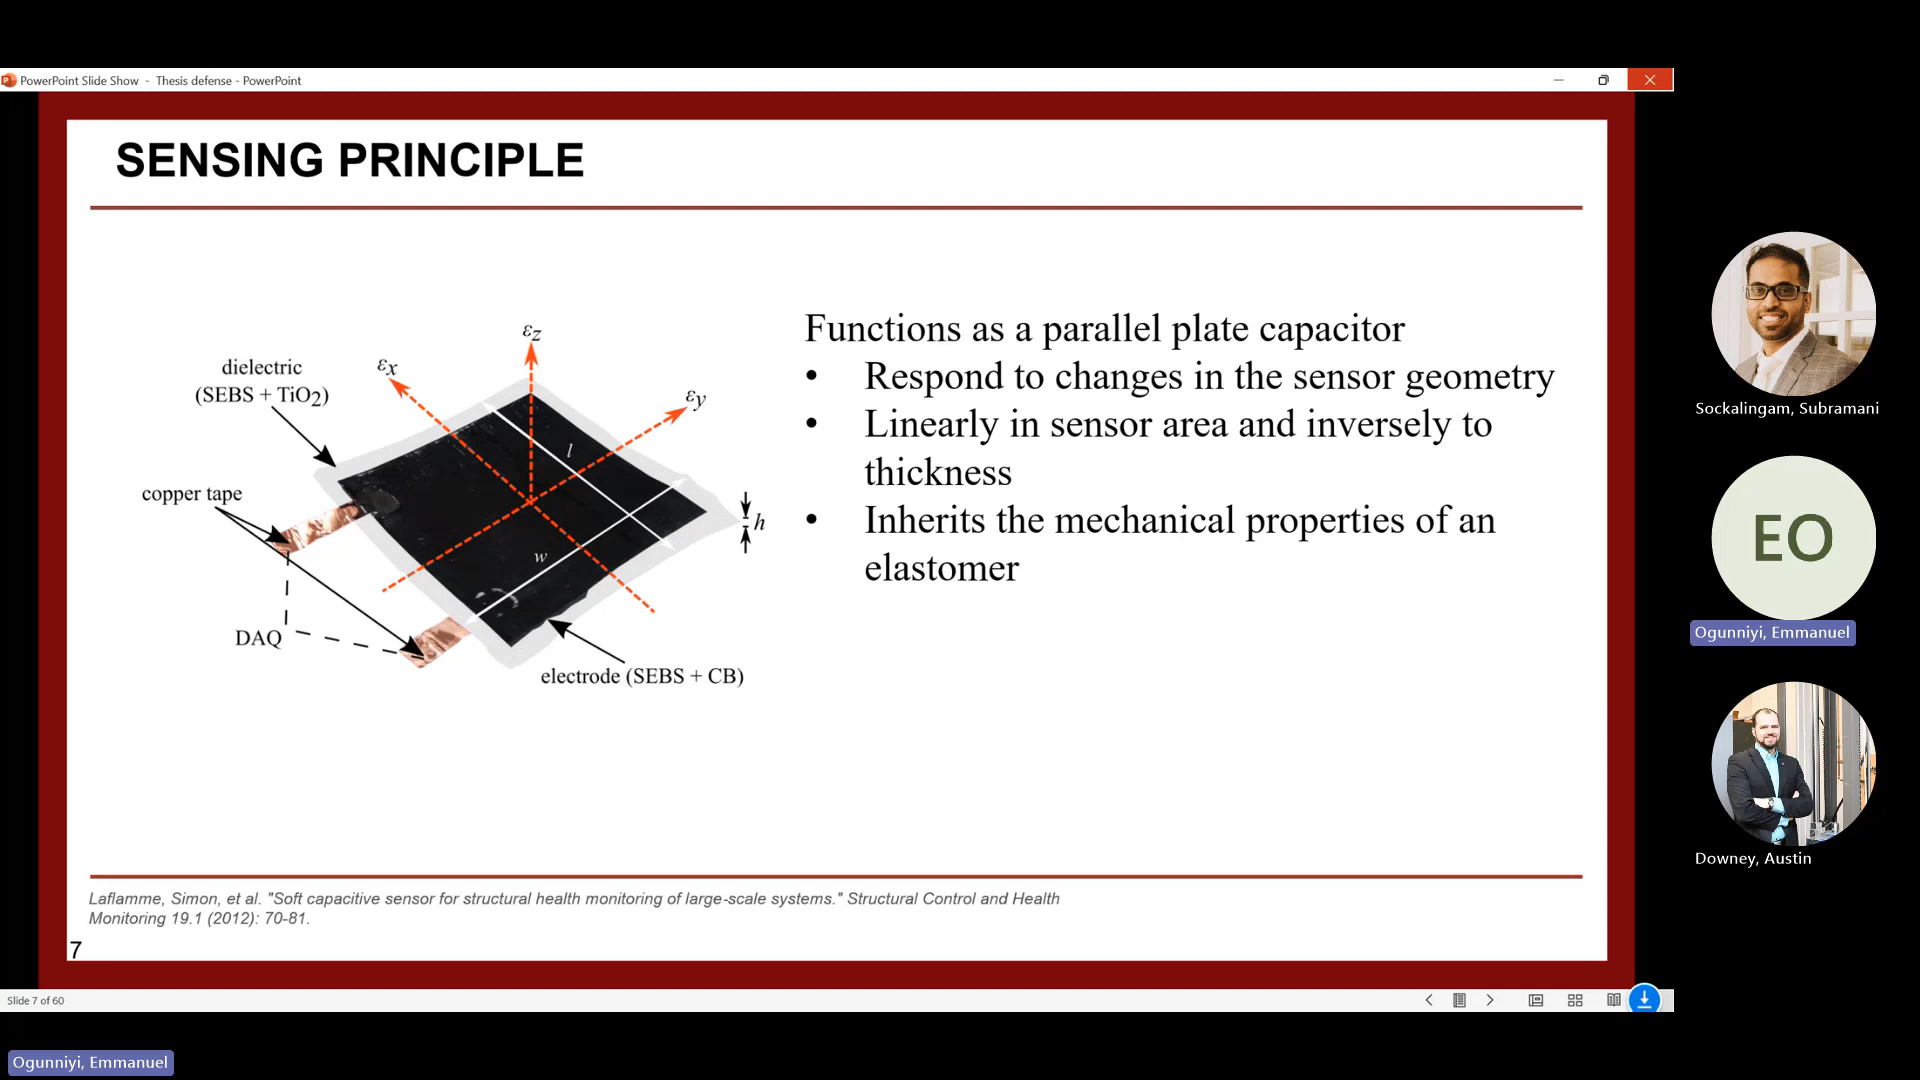 PowerPoint Slide Show - Thesis defense - PowerPoint
SENSING PRINCIPLE
εz
εx
εy
dielectric
(SEBS + TiO2)
l
copper tape
h
w
DAQ
electrode (SEBS + CB)
Functions as a parallel plate capacitor
• Respond to changes in the sensor geometry
• Linearly in sensor area and inversely to
thickness
• Inherits the mechanical properties of an
elastomer
Laflamme, Simon, et al. "Soft capacitive sensor for structural health monitoring of large-scale systems." Structural Control and Health
Monitoring 19.1 (2012): 70-81.
7
Slide 7 of 60
Sockalingam, Subramani
EO
Ogunniyi, Emmanuel
Downey, Austin
Ogunniyi, Emmanuel